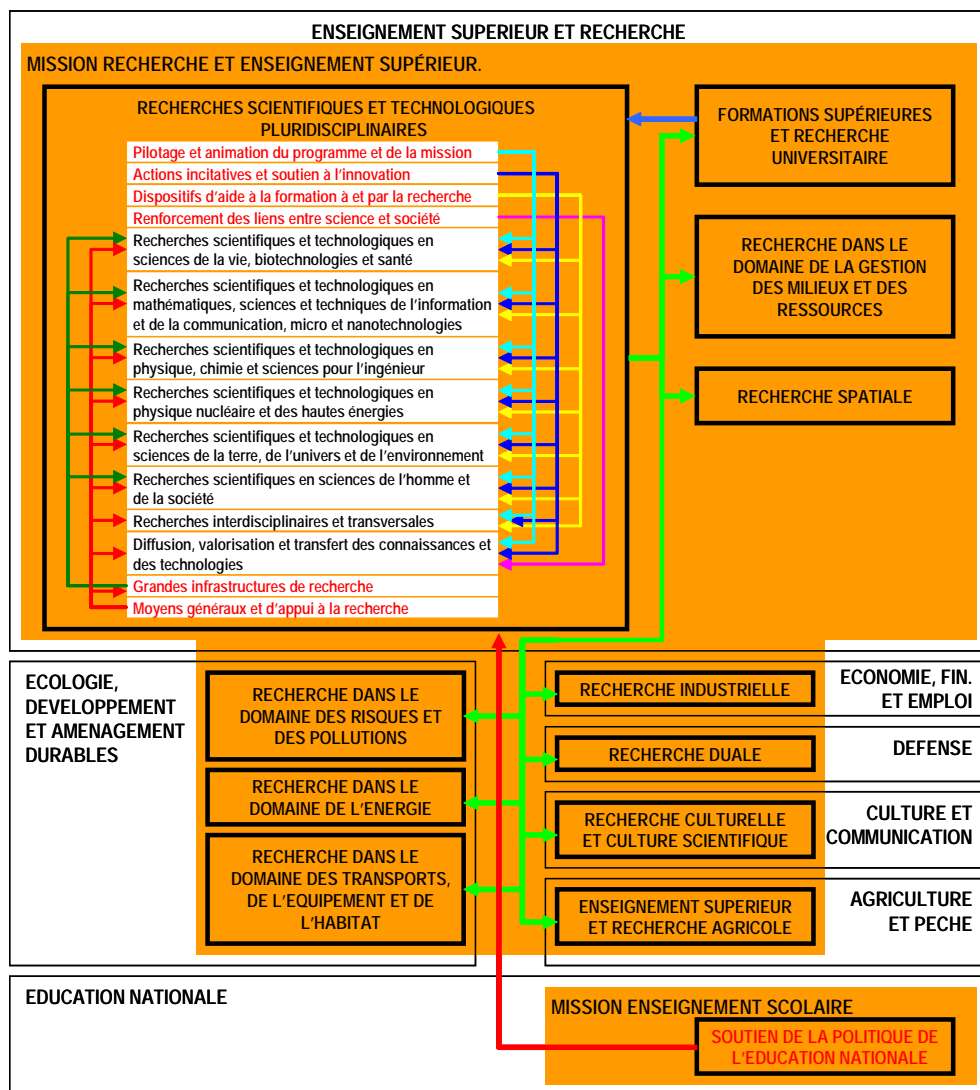 ENSEIGNEMENT SUPERIEUR ET RECHERCHE
MISSION RECHERCHE ET ENSEIGNEMENT SUPÉRIEUR.
RECHERCHES SCIENTIFIQUES ET TECHNOLOGIQUES
PLURIDISCIPLINAIRES
Pilotage et animation du programme et de la mission
Actions incitatives et soutien à l'innovation
Dispositifs d'aide à la formation à et par la recherche
Renforcement des liens entre science et société
Recherches scientifiques et technologiques en
sciences de la vie, biotechnologies et santé
Recherches scientifiques et technologiques en
mathématiques, sciences et techniques de l'information
et de la communication, micro et nanotechnologies
Recherches scientifiques et technologiques en
physique, chimie et sciences pour l'ingénieur
Recherches scientifiques et technologiques en
physique nucléaire et des hautes énergies
Recherches scientifiques et technologiques en
sciences de la terre, de l'univers et de l'environnement
Recherches scientifiques en sciences de l'homme et
de la société
Recherches interdisciplinaires et transversales
Diffusion, valorisation et transfert des connaissances et
des technologies
Grandes infrastructures de recherche
Moyens généraux et d'appui à la recherche
FORMATIONS SUPÉRIEURES
ET RECHERCHE
UNIVERSITAIRE
RECHERCHE DANS LE
DOMAINE DE LA GESTION
DES MILIEUX ET DES
RESSOURCES
RECHERCHE SPATIALE
ECOLOGIE,
DEVELOPPEMENT
ET AMENAGEMENT
DURABLES
RECHERCHE DANS LE
DOMAINE DES RISQUES ET
DES POLLUTIONS
RECHERCHE DANS LE
DOMAINE DE L'ENERGIE
RECHERCHE DANS LE
DOMAINE DES TRANSPORTS,
DE L'EQUIPEMENT ET DE
L'HABITAT
RECHERCHE INDUSTRIELLE
ECONOMIE, FIN.
ET EMPLOI
RECHERCHE DUALE
DEFENSE
RECHERCHE CULTURELLE
ET CULTURE SCIENTIFIQUE
CULTURE ET
COMMUNICATION
ENSEIGNEMENT SUPERIEUR
ET RECHERCHE AGRICOLE
AGRICULTURE
ET PECHE
EDUCATION NATIONALE
MISSION ENSEIGNEMENT SCOLAIRE
SOUTIEN DE LA POLITIQUE DE
L'EDUCATION NATIONALE